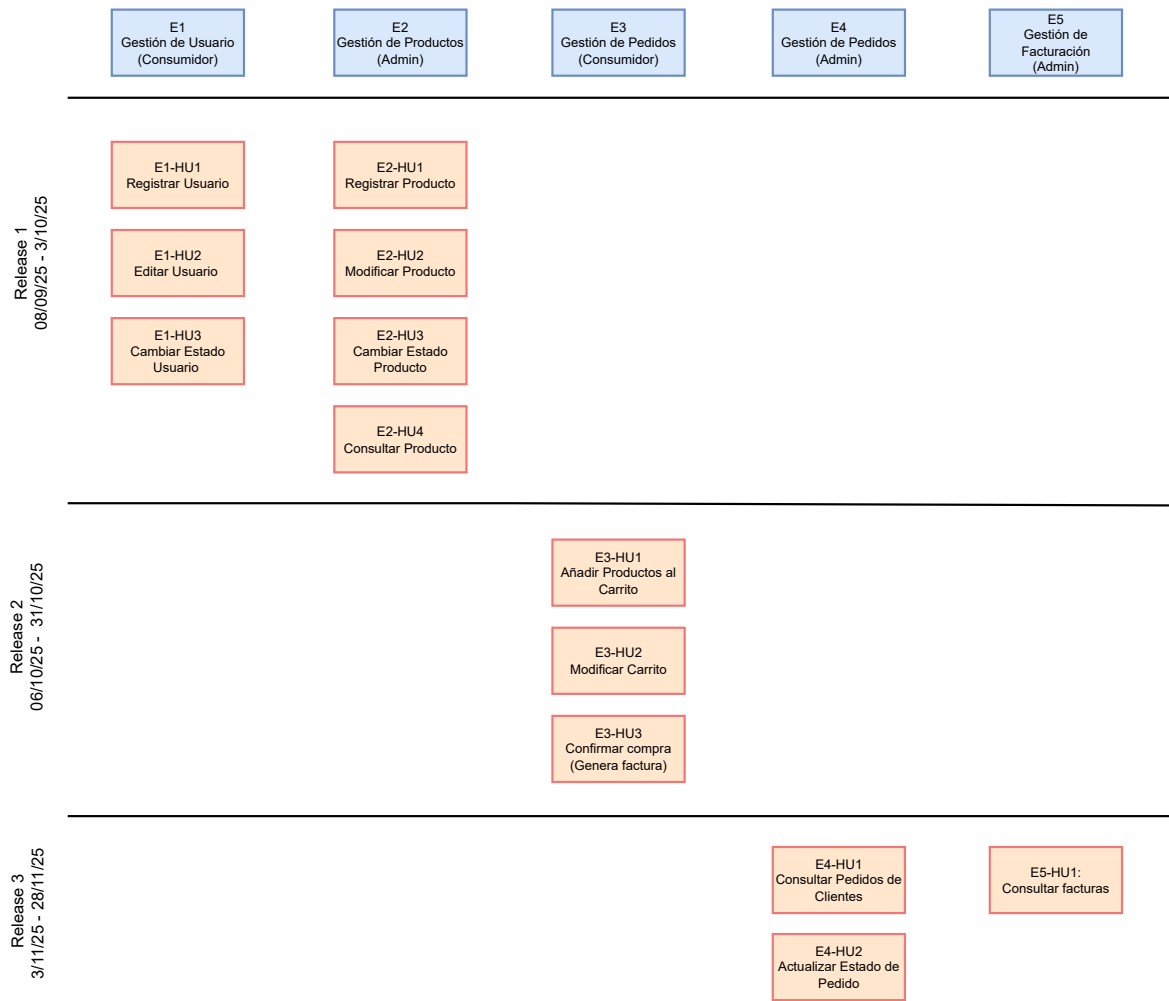 E1
Gestión de Usuario
(Consumidor)
E2
Gestión de Productos
(Admin)
E3
Gestión de Pedidos
(Consumidor)
E4
Gestión de Pedidos
(Admin)
E5
Gestión de
Facturación
(Admin)
Release 1
08/09/25 - 3/10/25
E1-HU1
Registrar Usuario
E2-HU1
Registrar Producto
E1-HU2
Editar Usuario
E2-HU2
Modificar Producto
E1-HU3
Cambiar Estado
Usuario
E2-HU3
Cambiar Estado
Producto
E2-HU4
Consultar Producto
Release 2
06/10/25 - 31/10/25
E3-HU1
Añadir Productos al
Carrito
E3-HU2
Modificar Carrito
E3-HU3
Confirmar compra
(Genera factura)
Release 3
3/11/25 - 28/11/25
E4-HU1
Consultar Pedidos de
Clientes
E5-HU1:
Consultar facturas
E4-HU2
Actualizar Estado de
Pedido